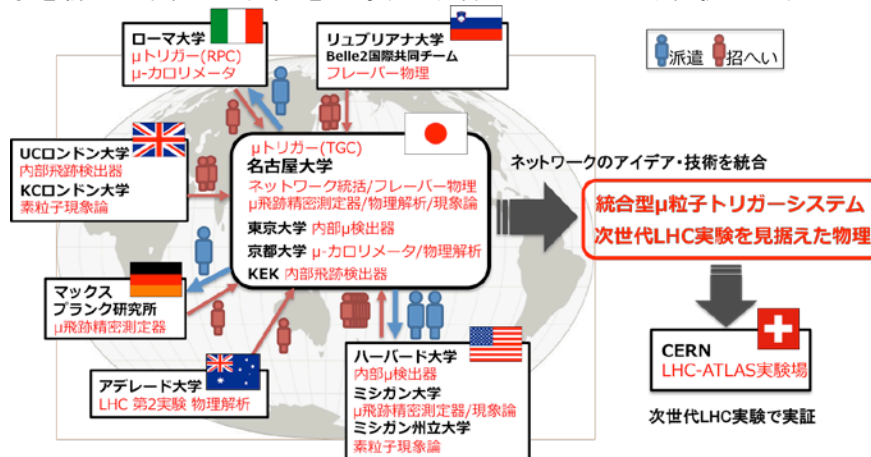 ローマ大学
μトリガー(RPC)
μ-カロリメータ
リュブリアナ大学
Belle2国際共同チーム
フレーバー物理
派遣 招へい
UCロンドン大学
内部飛跡検出器
KCロンドン大学
素粒子現象論
μトリガー(TGC)
名古屋大学
ネットワーク統括/フレーバー物理
μ飛跡精密測定器/物理解析/現象論
東京大学 内部μ検出器
京都大学 μ-カロリメータ/物理解析
KEK 内部飛跡検出器
ネットワークのアイデア・技術を統合
統合型μ粒子トリガーシステム
次世代LHC実験を見据えた物理
マックス
プランク研究所
μ飛跡精密測定器
アデレード大学
LHC 第2実験 物理解析
ハーバード大学
内部μ検出器
ミシガン大学
μ飛跡精密測定器/現象論
ミシガン州立大学
素粒子現象論
CERN
LHC-ATLAS実験場
次世代LHC実験で実証